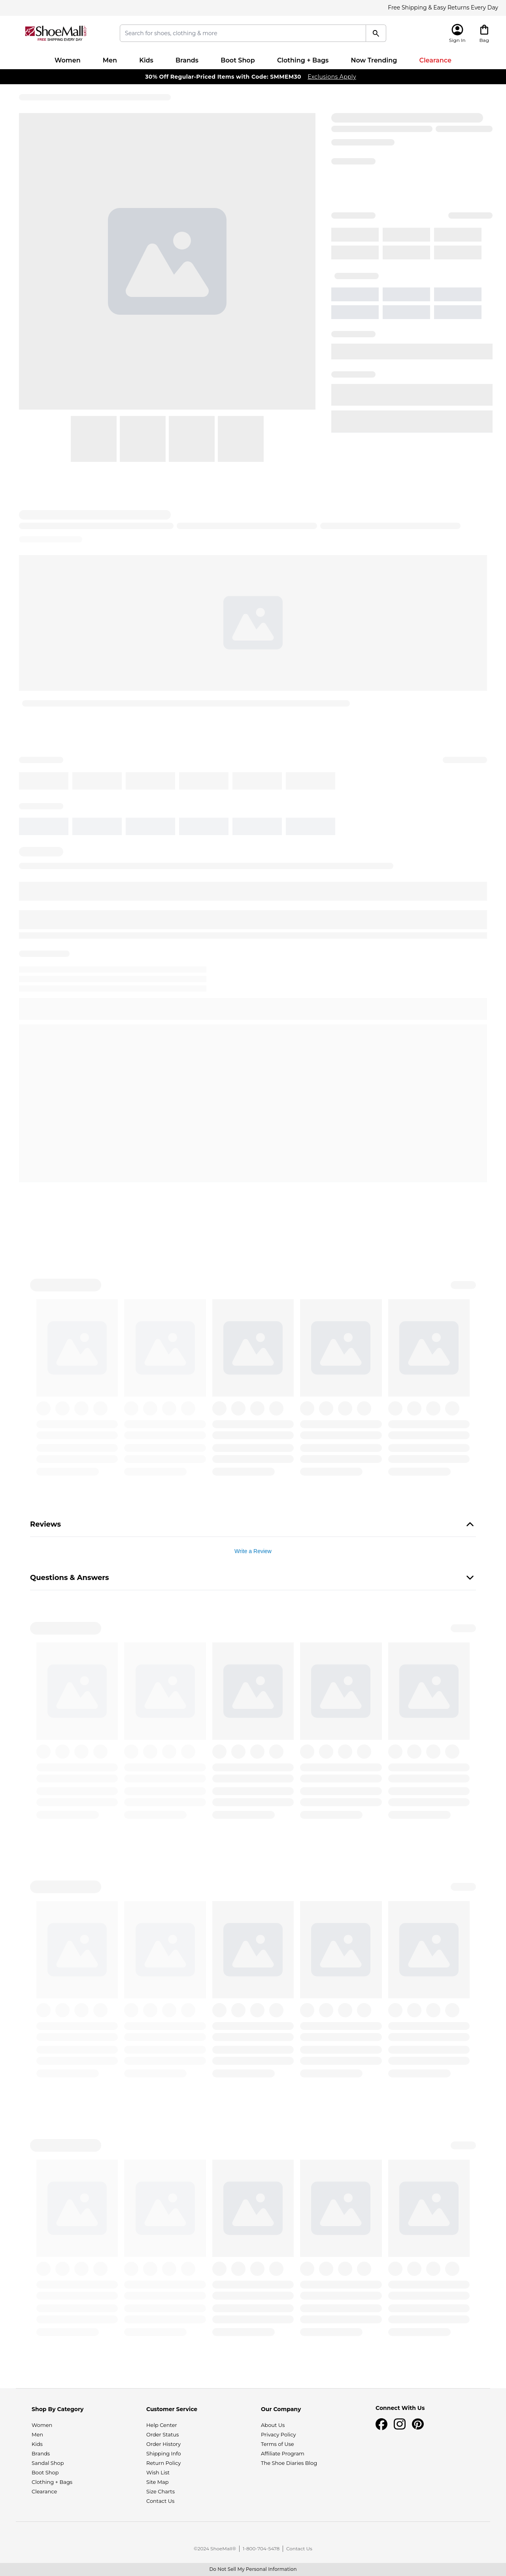 Free Shipping & Easy Returns Every Day
ShoeMall
FREE SHIPPING EVERY DAY
Search for shoes, clothing & more
Sign In
Bag
Women
Men
Kids
Brands
Boot Shop
Clothing + Bags
Now Trending
Clearance
30% Off Regular-Priced Items with Code: SMMEM30 Exclusions Apply
Reviews
Write a Review
Questions & Answers
Shop By Category
Women
Men
Kids
Brands
Sandal Shop
Boot Shop
Clothing + Bags
Clearance
Customer Service
Help Center
Order Status
Order History
Shipping Info
Return Policy
Wish List
Site Map
Size Charts
Contact Us
Our Company
About Us
Privacy Policy
Terms of Use
Affiliate Program
The Shoe Diaries Blog
Connect With Us
©2024 ShoeMall® | 1-800-704-5478 | Contact Us
Do Not Sell My Personal Information